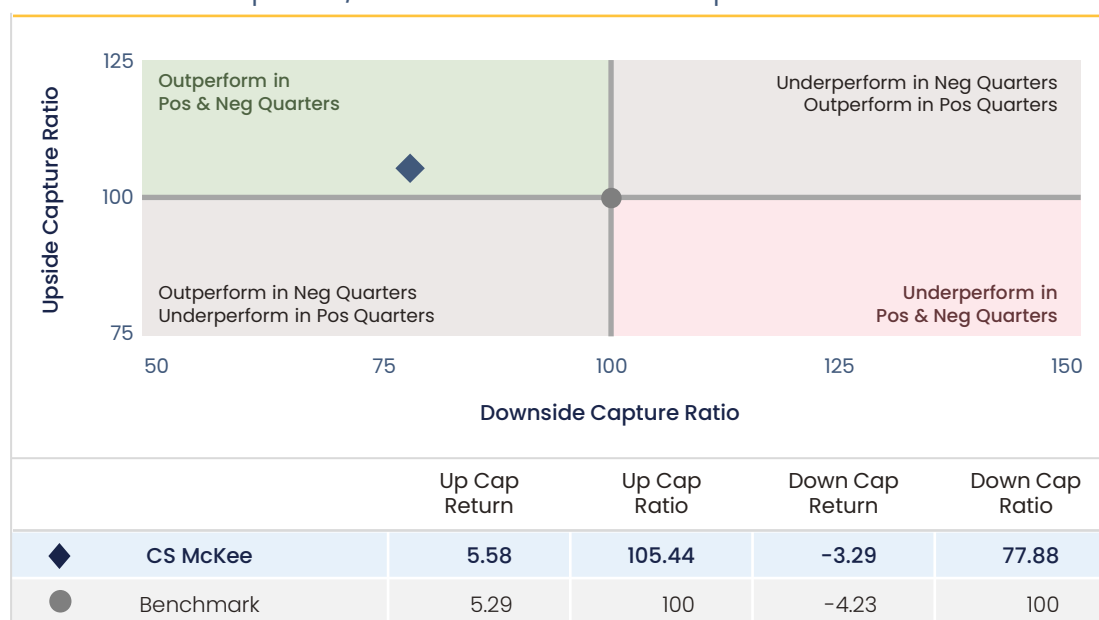 125
Outperform in
Pos & Neg Quarters
Underperform in Neg Quarters
Outperform in Pos Quarters
Upside Capture Ratio
100
Outperform in Neg Quarters
Underperform in Pos Quarters
Underperform in
Pos & Neg Quarters
75
50 75 100 125 150
Downside Capture Ratio
Up Cap Return Up Cap Ratio Down Cap Return Down Cap Ratio
CS McKee 5.58 105.44 -3.29 77.88
Benchmark 5.29 100 -4.23 100